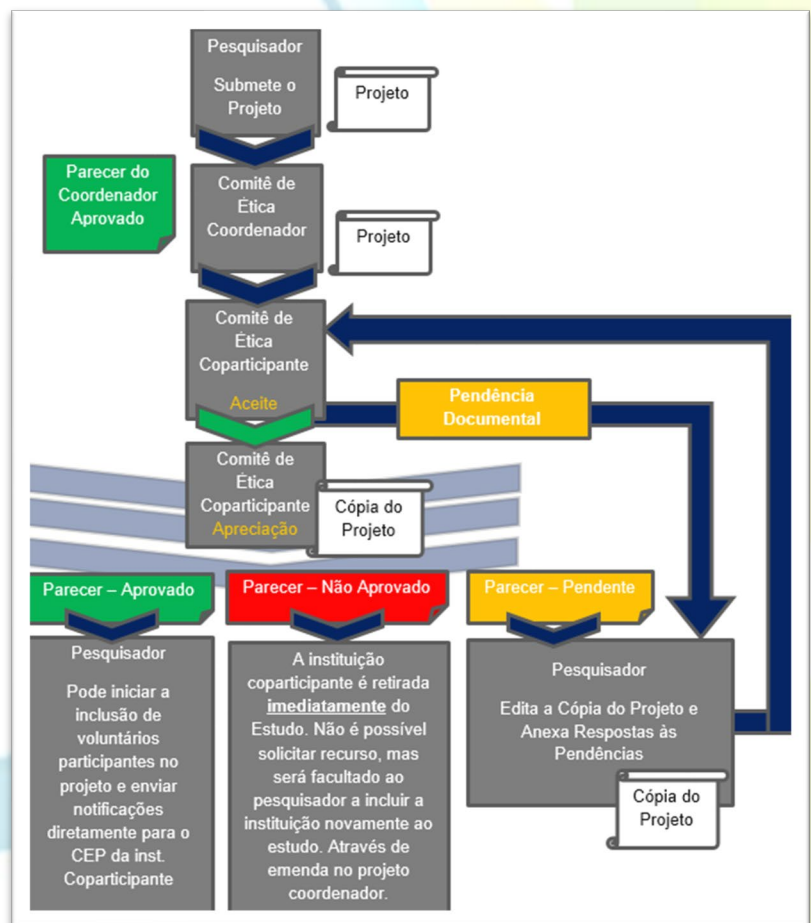 Pesquisador
Submete o
Projeto
Projeto
Parecer do
Coordenador
Aprovado
Comitê de
Ética
Coordenador
Projeto
Comitê de
Ética
Coparticipante
Aceite
Pendência
Documental
Comitê de
Ética
Coparticipante
Apreciação
Cópia do
Projeto
Parecer – Aprovado
Pesquisador
Pode iniciar a
inclusão de
voluntários
participantes no
projeto e enviar
notificações
diretamente para o
CEP da inst.
Coparticipante
Parecer – Não Aprovado
A instituição
coparticipante é retirada
imediatamente do
Estudo. Não é possível
solicitar recurso, mas
será facultado ao
pesquisador a incluir a
instituição novamente ao
estudo. Através de
emenda no projeto
coordenador.
Parecer – Pendente
Pesquisador
Edita a Cópia do Projeto e
Anexa Respostas às
Pendências
Cópia do
Projeto